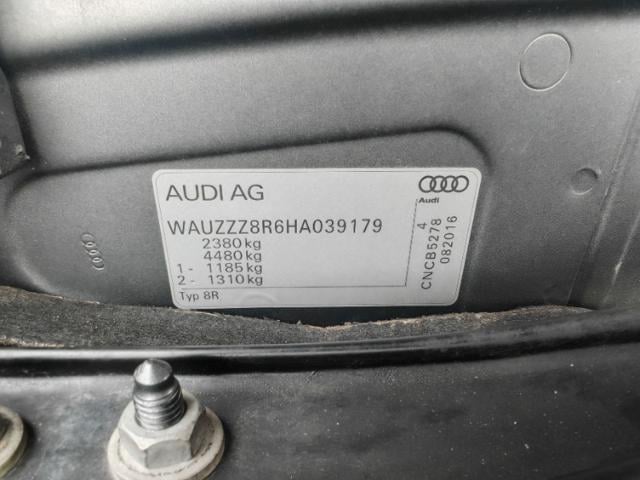 AUDI AG
Audi
WAUZZZ8R6HA039179
2380kg
4480kg
1 - 1185kg
2 - 1310kg
Typ 8R
CNCB5278 4
082016